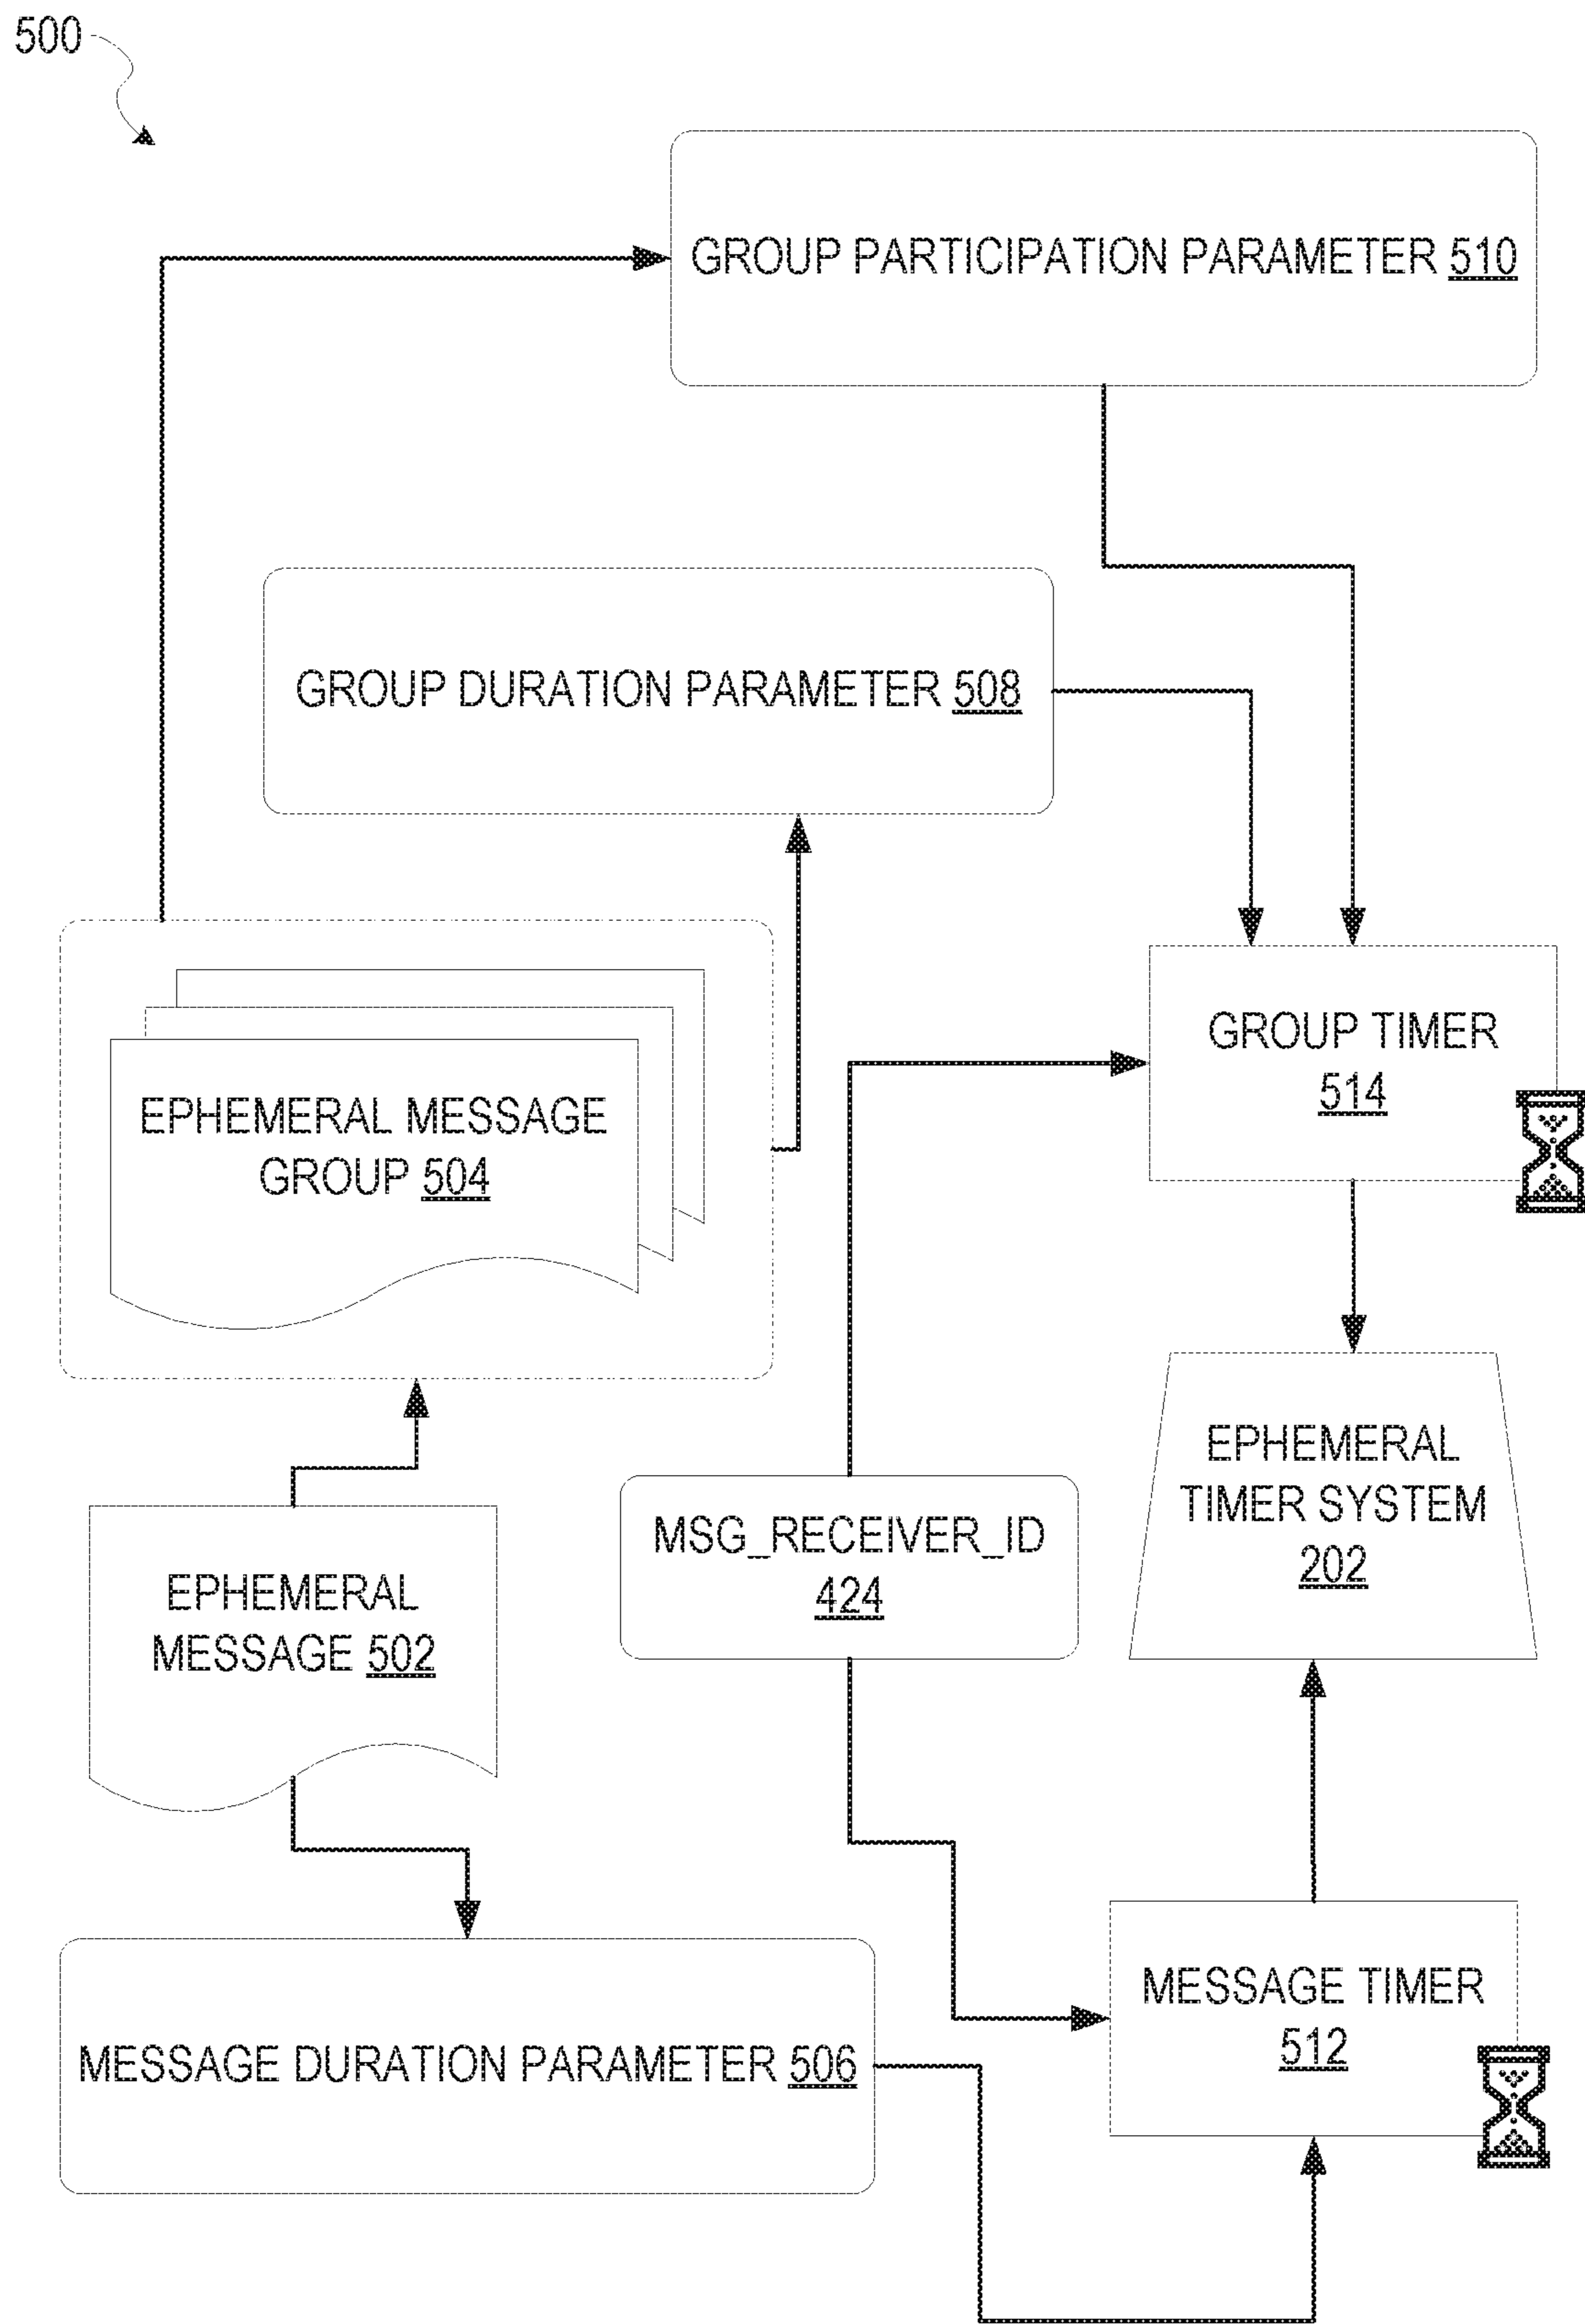 500
GROUP PARTICIPATION PARAMETER 510
GROUP DURATION PARAMETER 508
GROUP TIMER
514
EPHEMERAL MESSAGE
GROUP 504
EPHEMERAL
TIMER SYSTEM
202
MSG_RECEIVER_ID
424
EPHEMERAL
MESSAGE 502
MESSAGE TIMER
512
MESSAGE DURATION PARAMETER 506